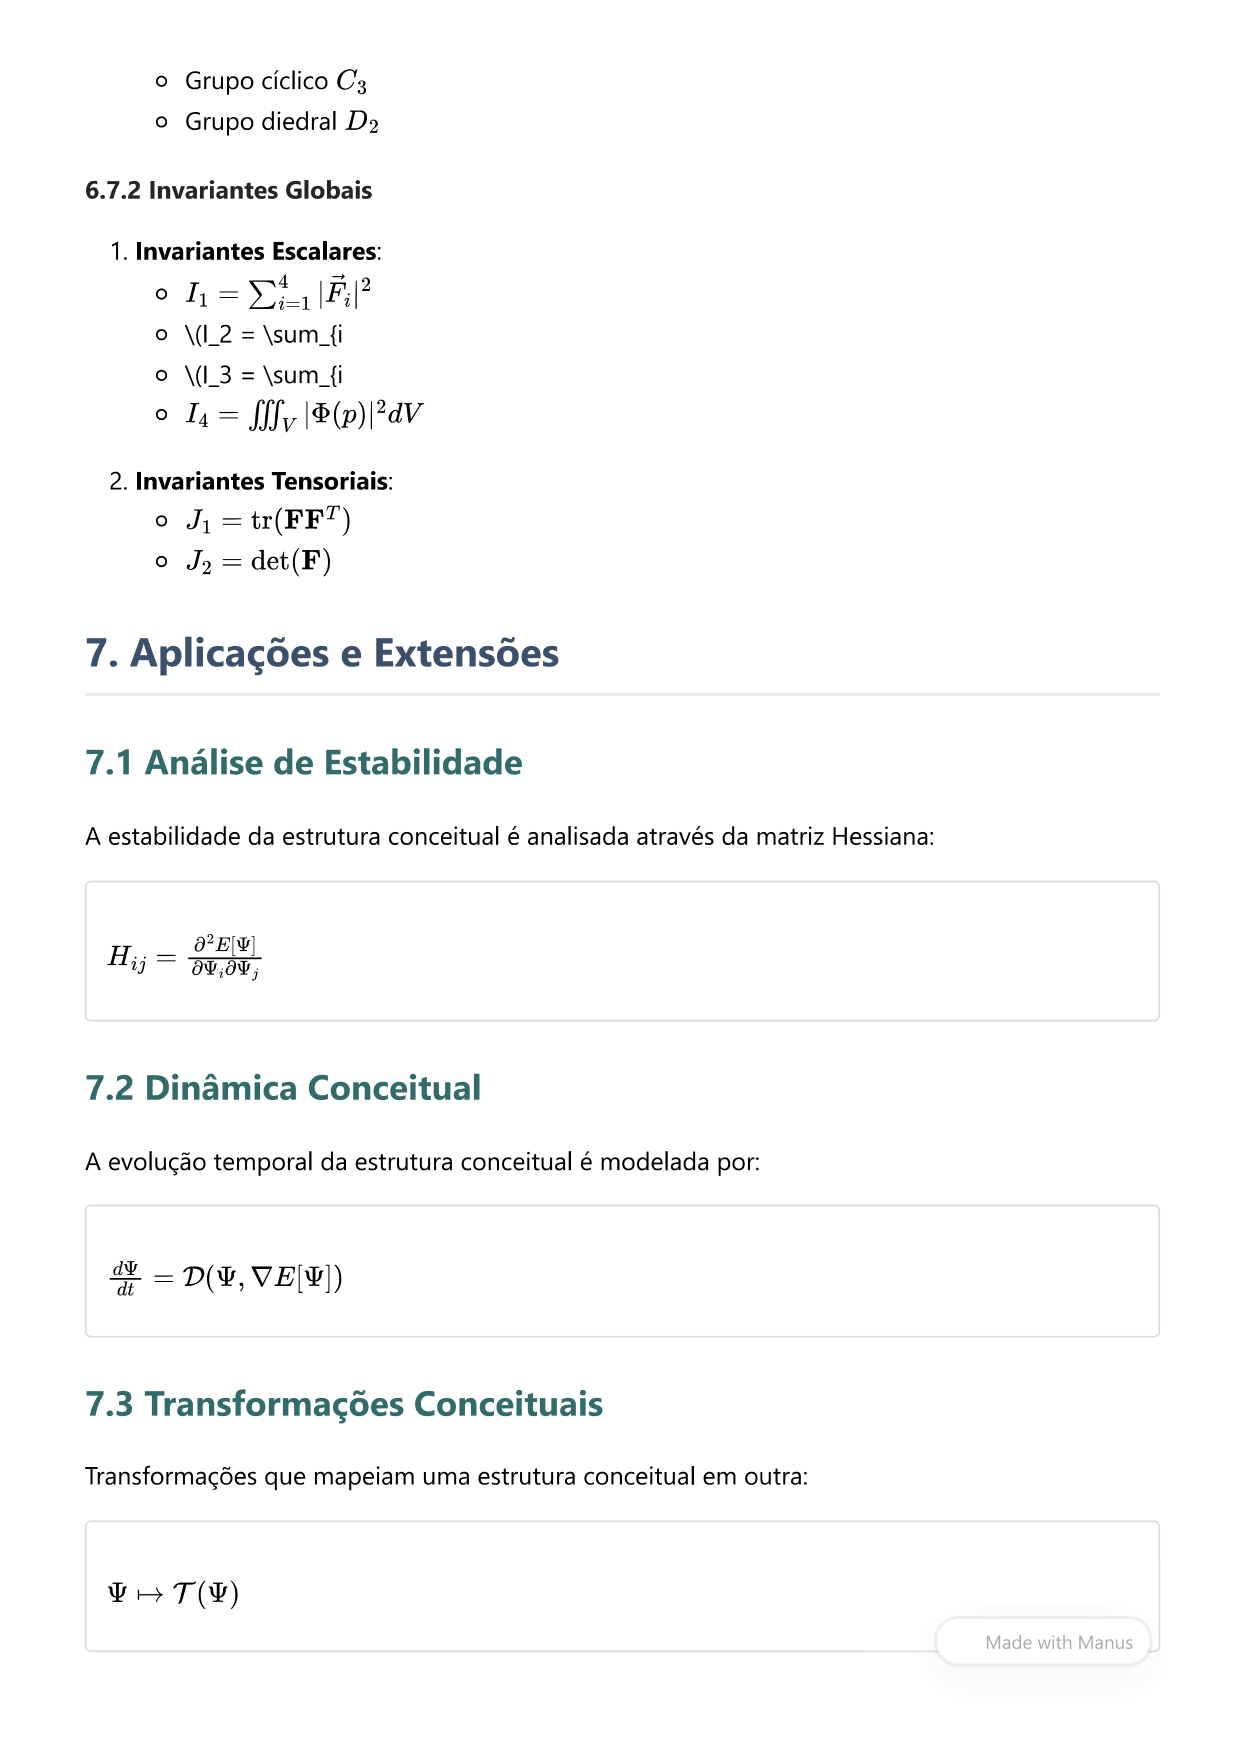 Grupo cíclico $C_3$
Grupo diedral $D_2$
6.7.2 Invariantes Globais
1. Invariantes Escalares:
$I_1 = \sum_{i=1}^{4} |\vec{F}_i|^2$
\(I_2 = \sum_{i
\(I_3 = \sum_{i
$I_4 = \iiint_V |\Phi(p)|^2 dV$
2. Invariantes Tensoriais:
$J_1 = \text{tr}(\mathbf{F}\mathbf{F}^T)$
$J_2 = \det(\mathbf{F})$
7. Aplicações e Extensões
7.1 Análise de Estabilidade
A estabilidade da estrutura conceitual é analisada através da matriz Hessiana:
$H_{ij} = \frac{\partial^2 E[\Psi]}{\partial \Psi_i \partial \Psi_j}$
7.2 Dinâmica Conceitual
A evolução temporal da estrutura conceitual é modelada por:
$\frac{d\Psi}{dt} = \mathcal{D}(\Psi, \nabla E[\Psi])$
7.3 Transformações Conceituais
Transformações que mapeiam uma estrutura conceitual em outra:
$\Psi \mapsto \mathcal{T}(\Psi)$
Made with Manus